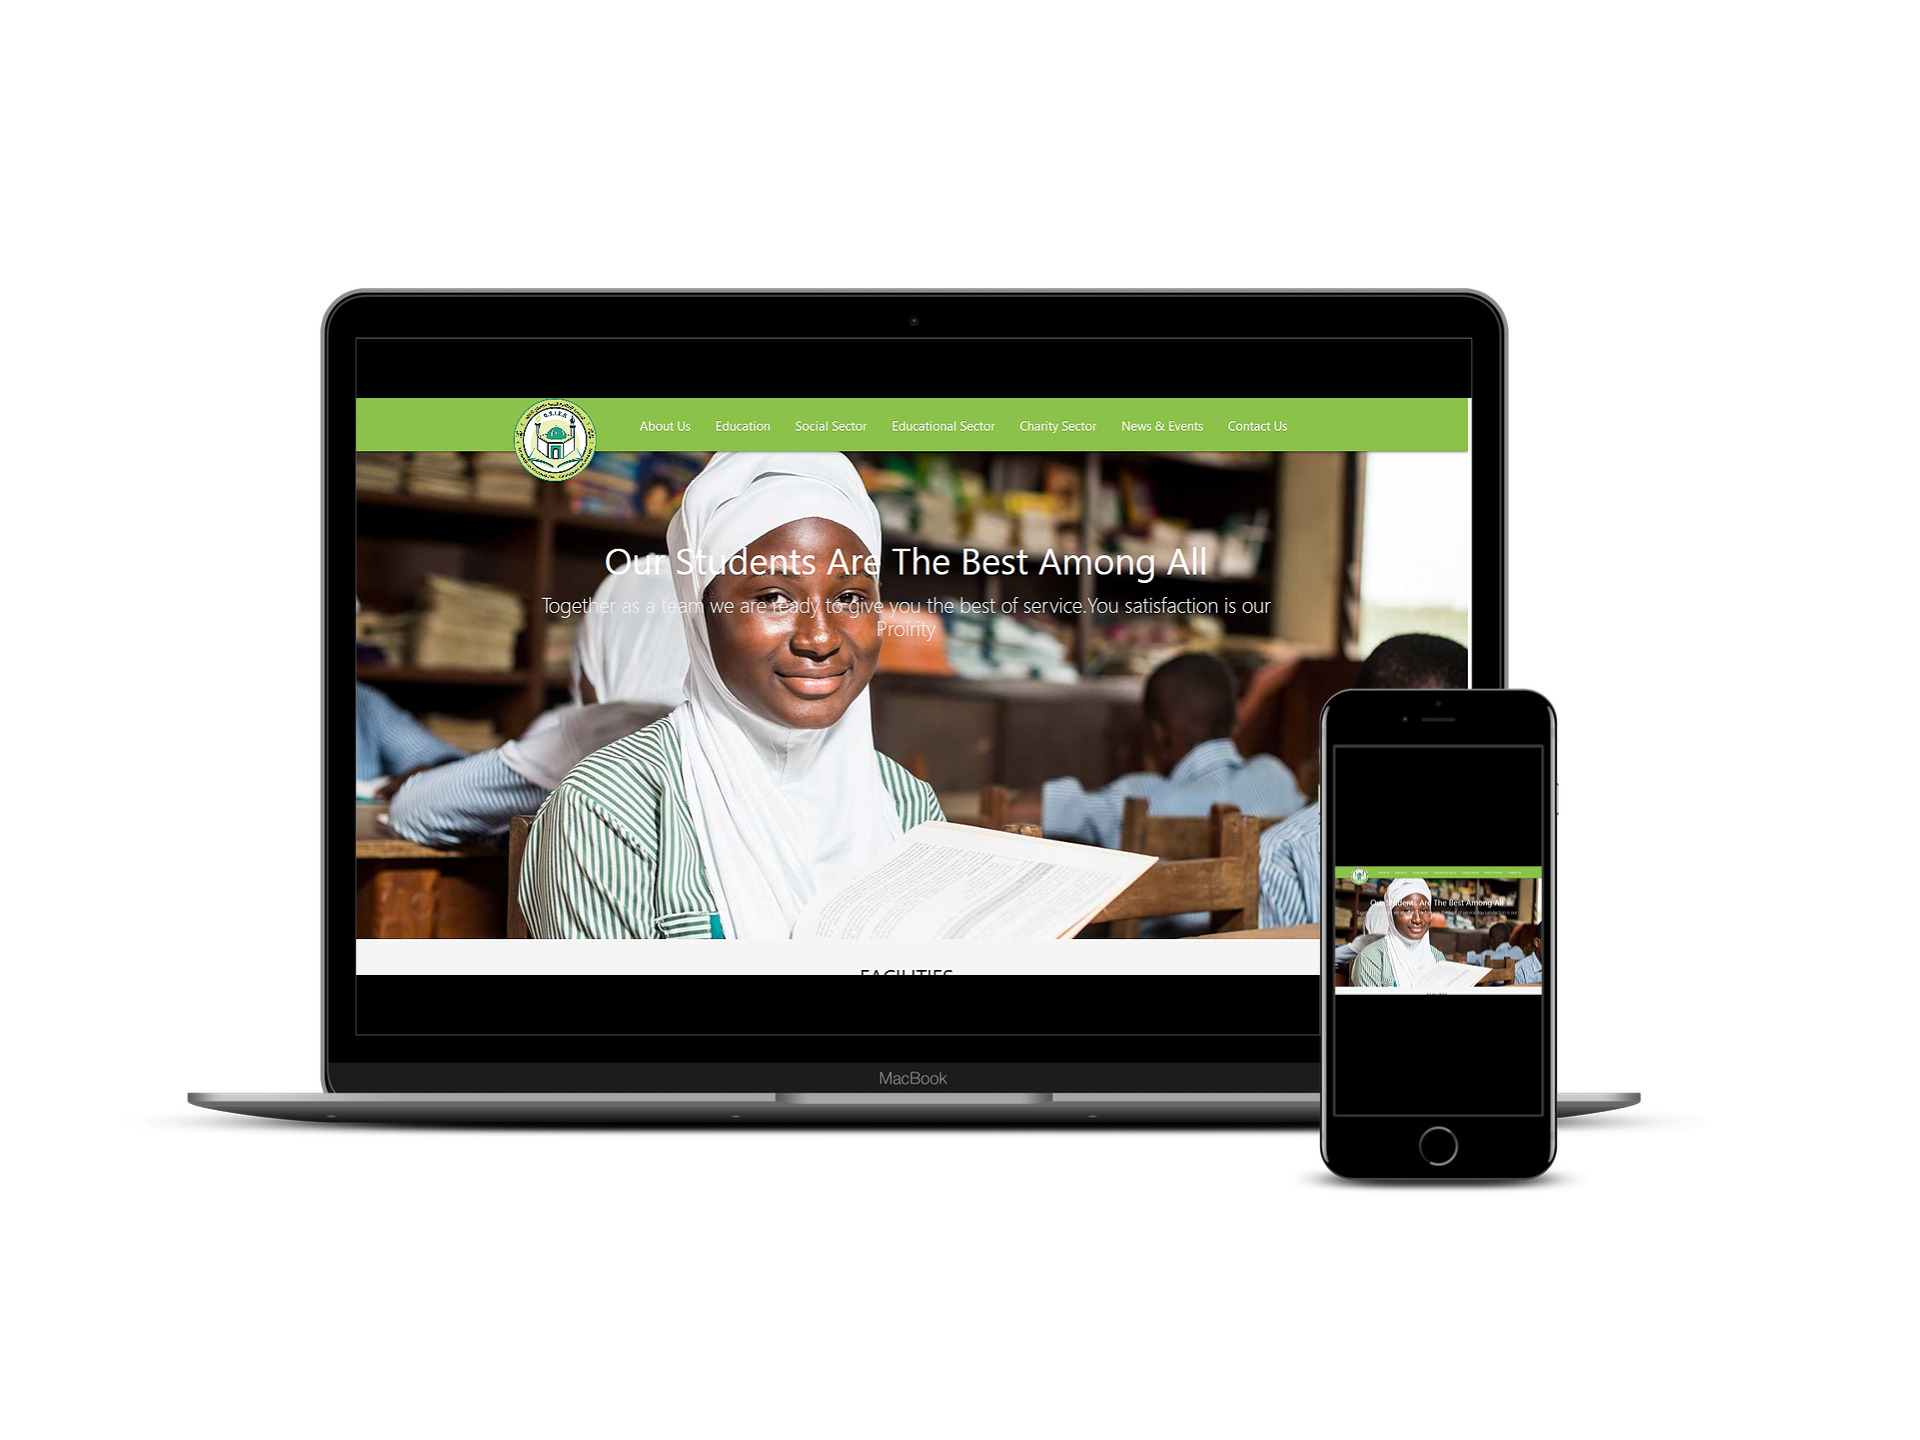 G.S.I.E.R
About Us Education Social Sector Educational Sector Charity Sector News & Events Contact Us
Our Students Are The Best Among All
Together as a team we are ready to give you the best of service.You satisfaction is our
Proirity
FACILITIES
MacBook
Our Students Are The Best Among All